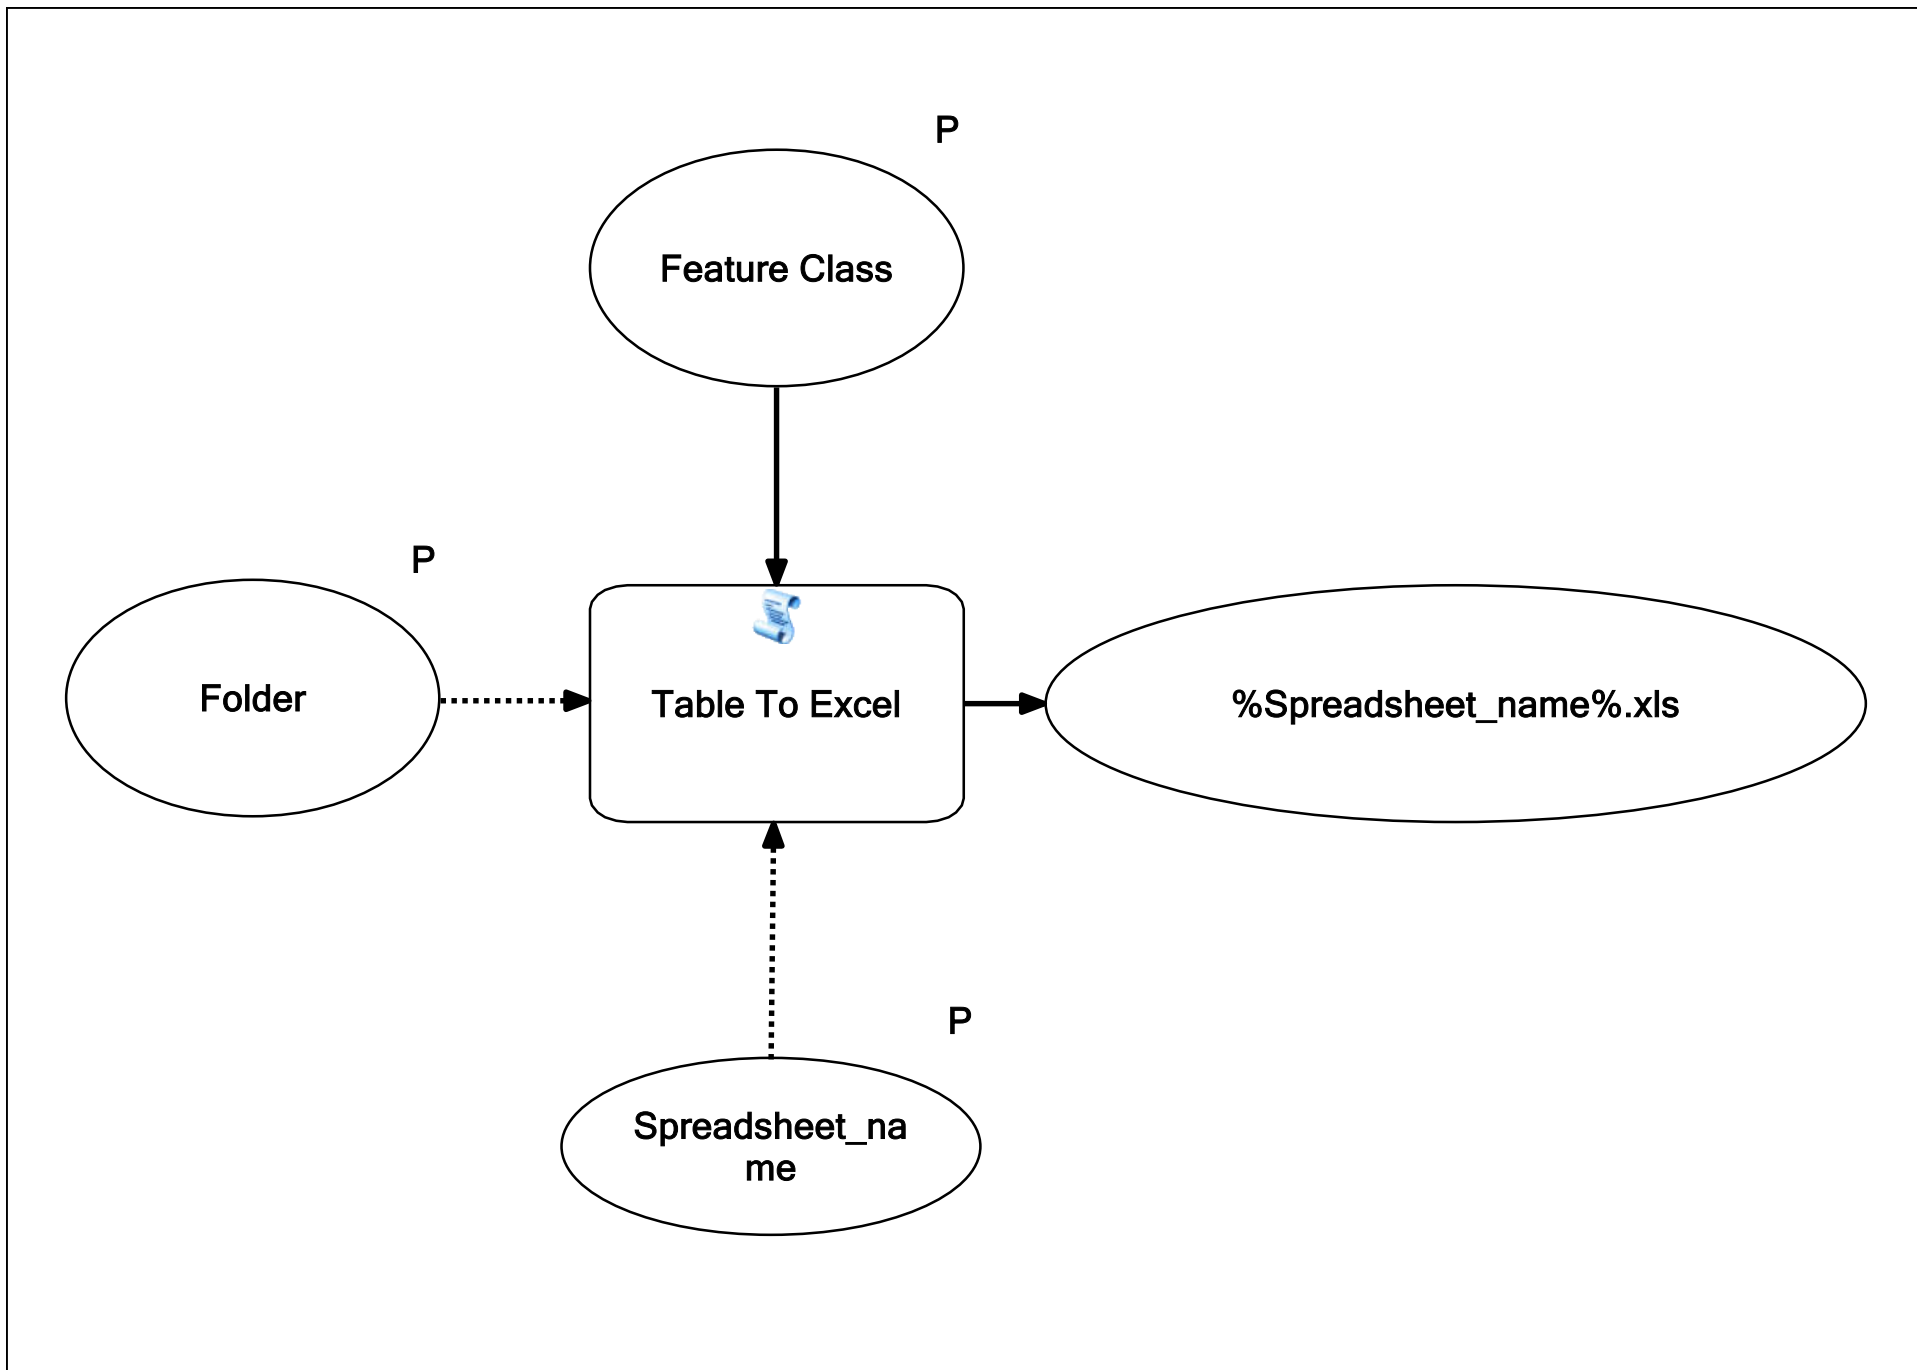 P
Feature Class
P
Folder
Table To Excel
%Spreadsheet_name%.xls
P
Spreadsheet_na
me